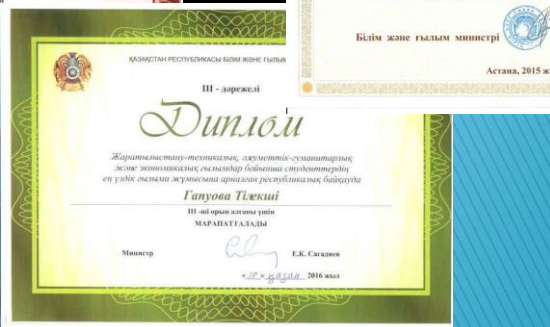 Білім және ғылым министрі
Астана, 2015 ж
ҚАЗАҚСТАН РЕСПУБЛИКАСЫ БІЛІМ ЖӘНЕ ҒЫЛЫМ
III - дәрежелі
Диплом
Жаратылыстану-техникалық, әлеуметтік-гуманитарлық
және экономикалық ғылымдар бойынша студенттердің
ең үздік ғылыми жұмысына арналған республикалық байқауда
Гапуова Тілекші
III -ші орын алғаны үшін
МАРАПАТТАЛАДЫ
Министр Е.К. Сагадиев
« 10 » қазан 2016 жыл